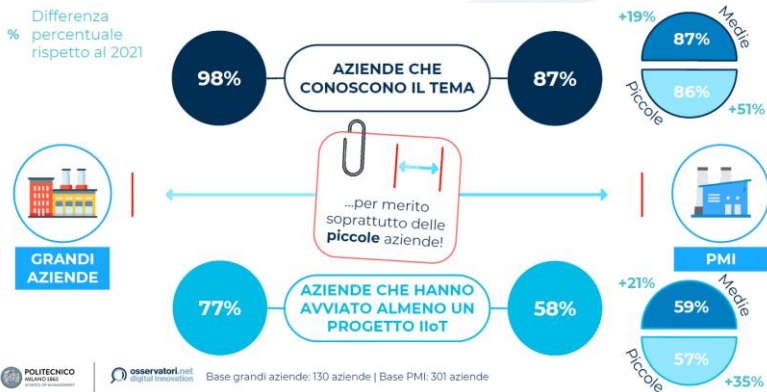 Differenza
% percentuale
rispetto al 2021
98%
AZIENDE CHE
CONOSCONO IL TEMA
87%
+19%
Medie
87%
86%
Piccole
+51%
...per merito
soprattutto delle
piccole aziende!
GRANDI
AZIENDE
PMI
77%
AZIENDE CHE HANNO
AVVIATO ALMENO UN
PROGETTO IIoT
58%
+21%
Medie
59%
57%
Piccole
+35%
POLITECNICO
MILANO 1863
SCHOOL OF MANAGEMENT
osservatori.net
digital innovation
Base grandi aziende: 130 aziende | Base PMI: 301 aziende